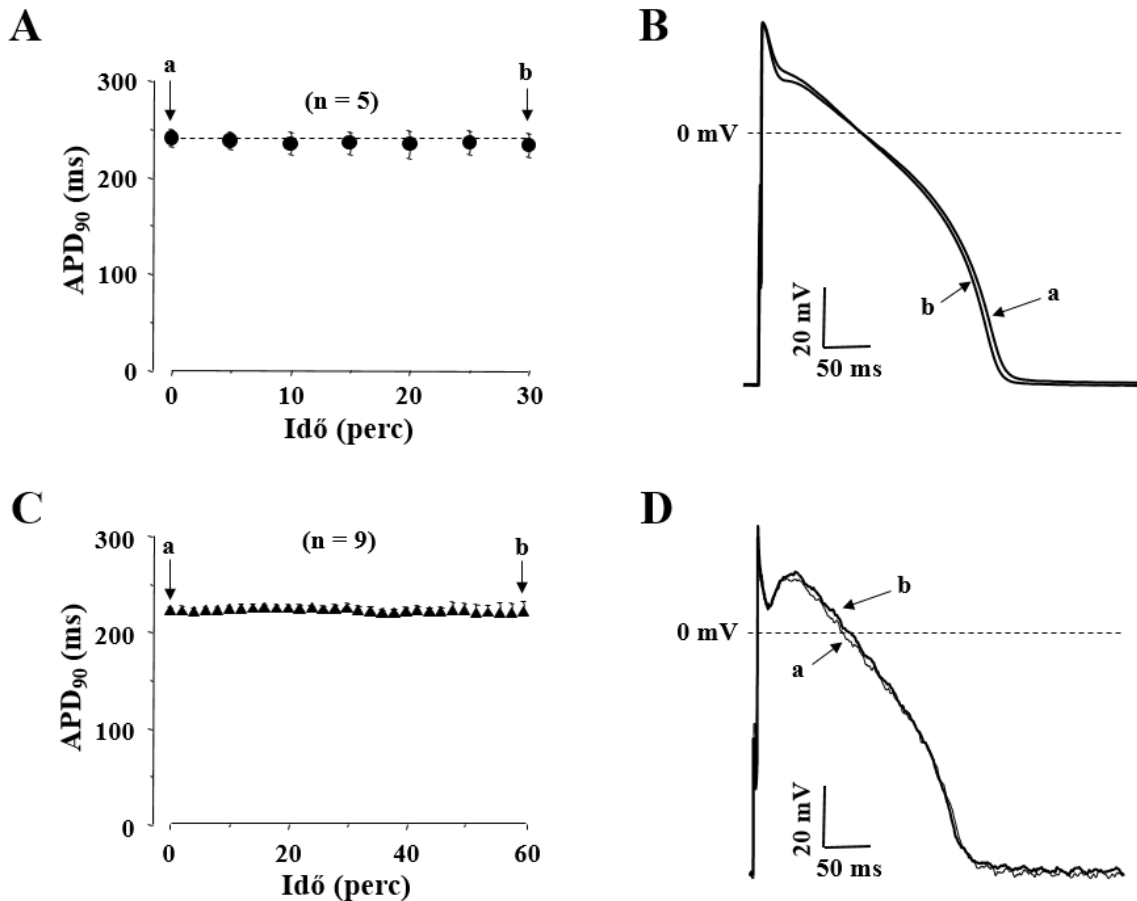 A
a
b
(n = 5)
300
200
100
0
APD90 (ms)
0
10
20
30
Idő (perc)
B
0 mV
b
a
20 mV
50 ms
C
a
b
(n = 9)
300
200
100
0
APD90 (ms)
0
20
40
60
Idő (perc)
D
0 mV
b
a
20 mV
50 ms